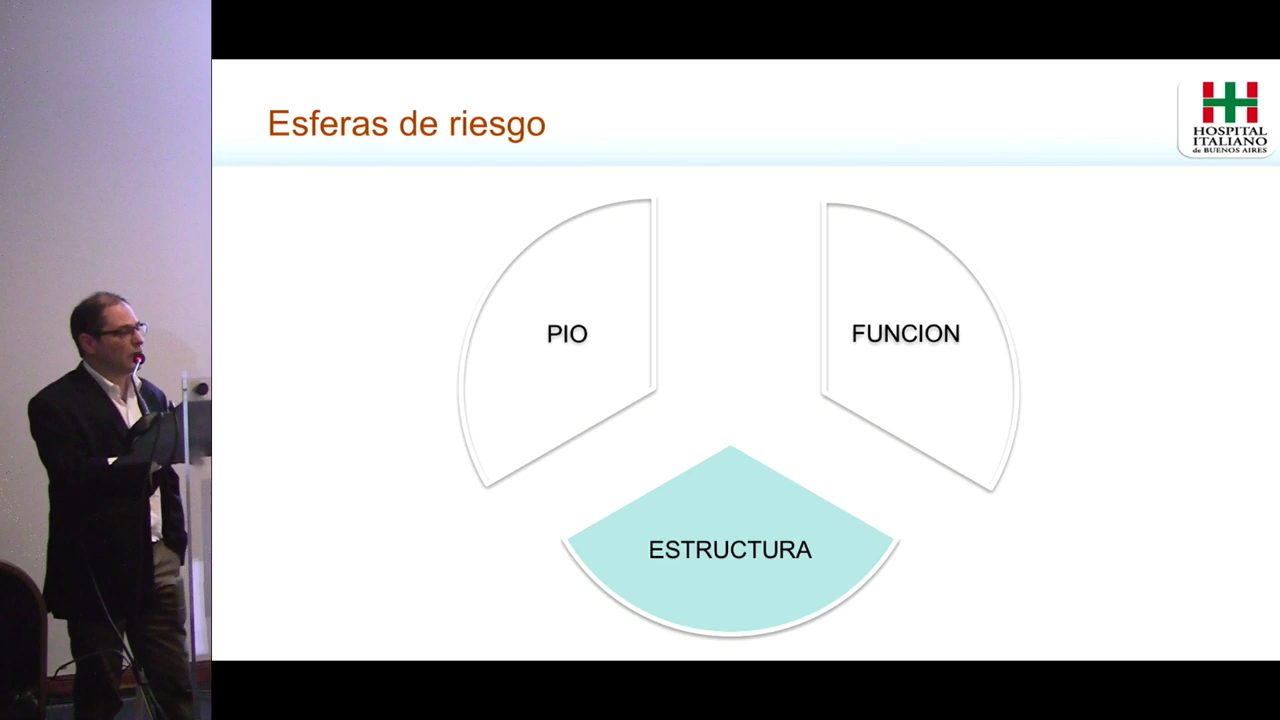 Esferas de riesgo
HOSPITAL
ITALIANO
de BUENOS AIRES
PIO
FUNCION
ESTRUCTURA